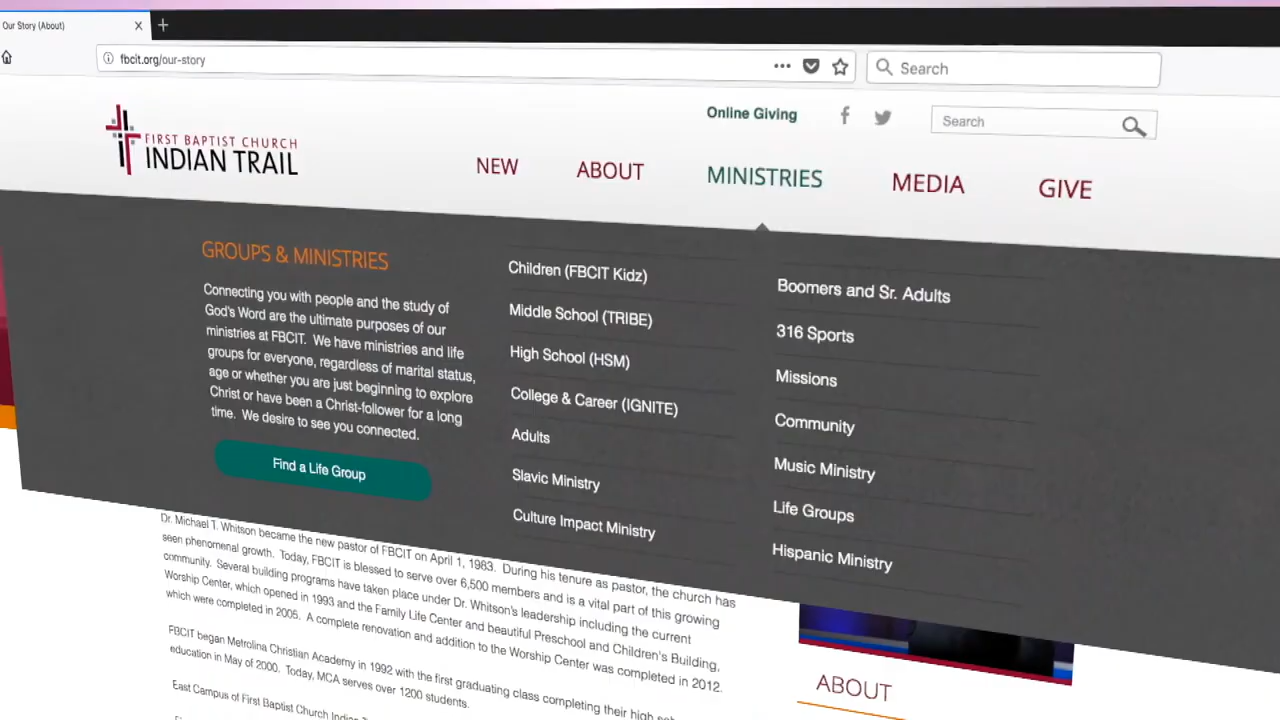 Our Story (About)
fbcit.org/our-story
Search
Online Giving
Search
FIRST BAPTIST CHURCH
INDIAN TRAIL
NEW
ABOUT
MINISTRIES
MEDIA
GIVE
GROUPS & MINISTRIES
Connecting you with people and the study of
God's Word are the ultimate purposes of our
ministries at FBCIT. We have ministries and life
groups for everyone, regardless of marital status,
age or whether you are just beginning to explore
Christ or have been a Christ-follower for a long
time. We desire to see you connected.
Find a Life Group
Children (FBCIT Kidz)
Middle School (TRIBE)
High School (HSM)
College & Career (IGNITE)
Adults
Slavic Ministry
Culture Impact Ministry
Boomers and Sr. Adults
316 Sports
Missions
Community
Music Ministry
Life Groups
Hispanic Ministry
Dr. Michael T. Whitson became the new pastor of FBCIT on April 1, 1983. During his tenure as pastor, the church has
seen phenomenal growth. Today, FBCIT is blessed to serve over 6,500 members and is a vital part of this growing
community. Several building programs have taken place under Dr. Whitson's leadership including the current
Worship Center, which opened in 1993 and the Family Life Center and beautiful Preschool and Children's Building,
which were completed in 2005. A complete renovation and addition to the Worship Center was completed in 2012.
FBCIT began Metrolina Christian Academy in 1992 with the first graduating class completing their high
education in May of 2000. Today, MCA serves over 1200 students.
East Campus of First Baptist Church Indian
ABOUT